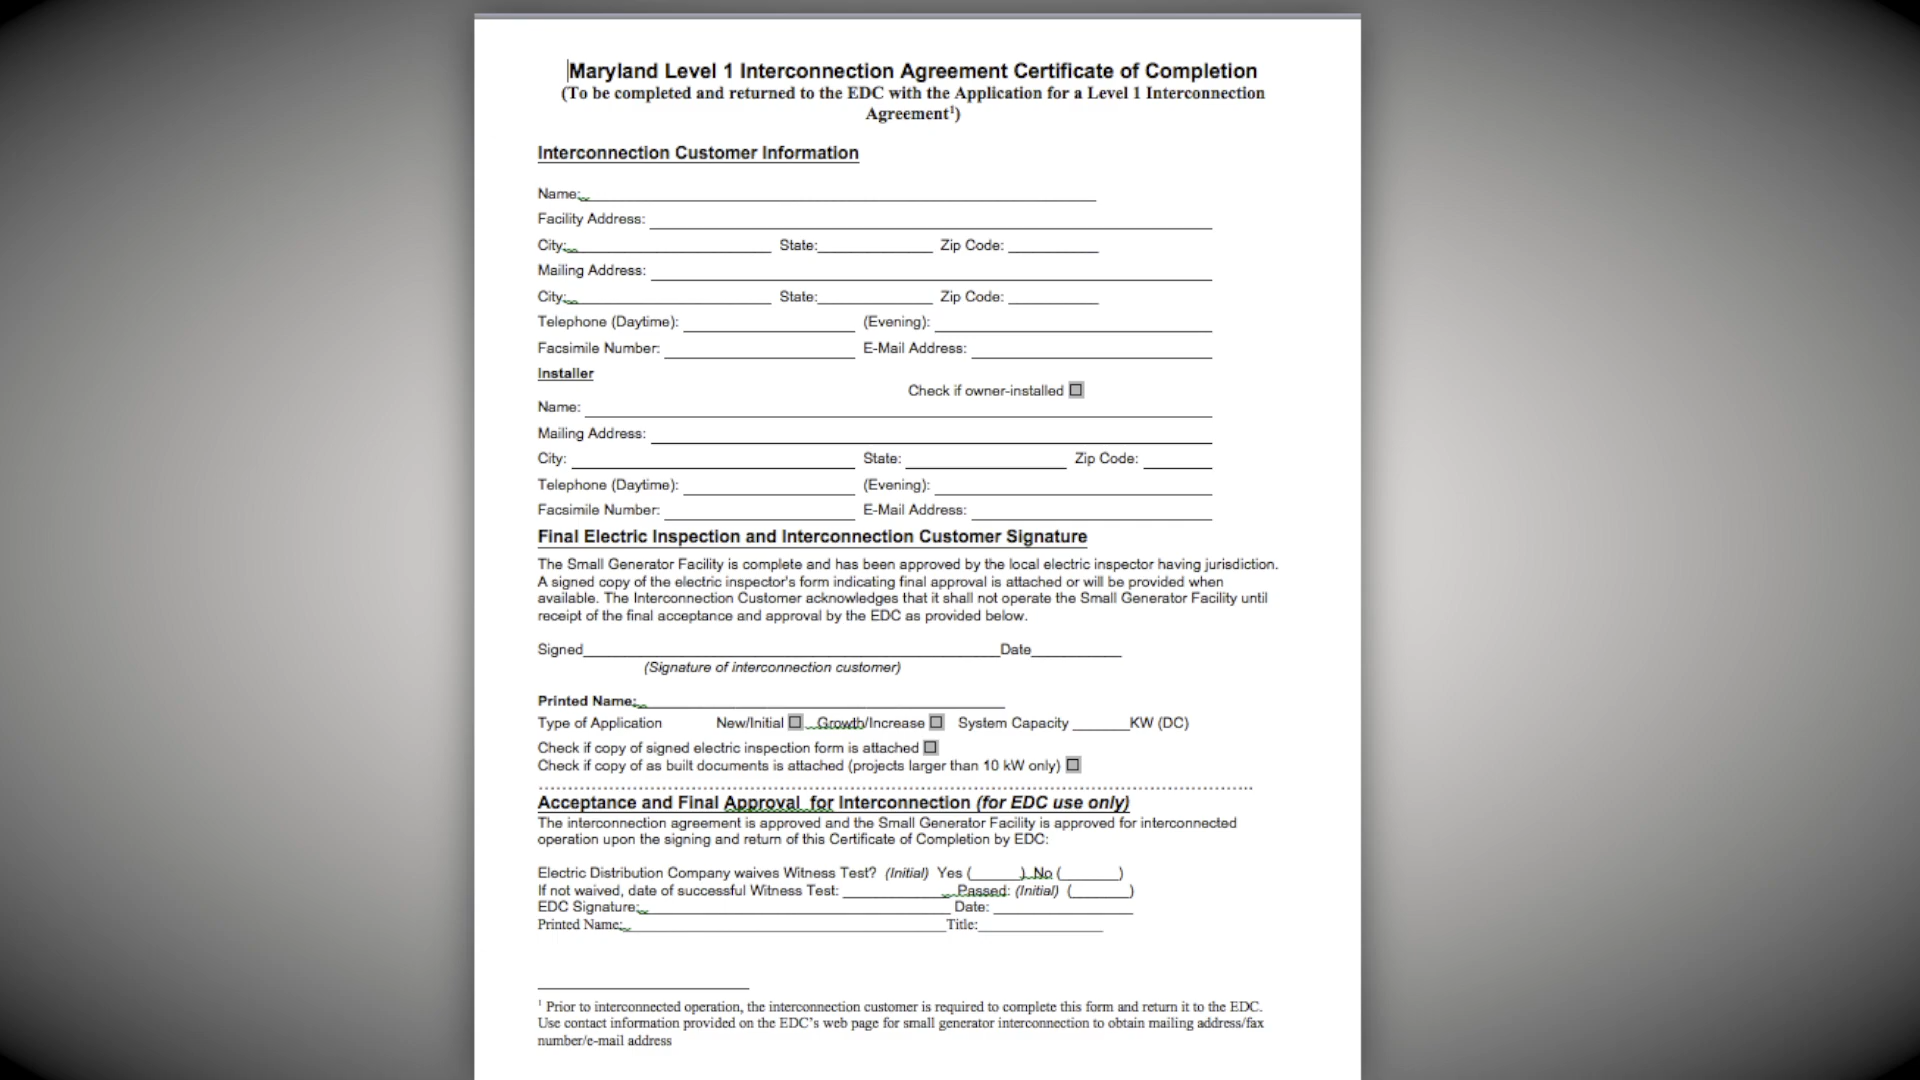 Maryland Level 1 Interconnection Agreement Certificate of Completion
(To be completed and returned to the EDC with the Application for a Level 1 Interconnection
Agreement¹)
Interconnection Customer Information
Name:
Facility Address:
City: State: Zip Code:
Mailing Address:
City: State: Zip Code:
Telephone (Daytime): (Evening):
Facsimile Number: E-Mail Address:
Installer
Check if owner-installed
Name:
Mailing Address:
City: State: Zip Code:
Telephone (Daytime): (Evening):
Facsimile Number: E-Mail Address:
Final Electric Inspection and Interconnection Customer Signature
The Small Generator Facility is complete and has been approved by the local electric inspector having jurisdiction.
A signed copy of the electric inspector's form indicating final approval is attached or will be provided when
available. The Interconnection Customer acknowledges that it shall not operate the Small Generator Facility until
receipt of the final acceptance and approval by the EDC as provided below.
Signed Date
(Signature of interconnection customer)
Printed Name:
Type of Application New/Initial Growth/Increase System Capacity KW (DC)
Check if copy of signed electric inspection form is attached
Check if copy of as built documents is attached (projects larger than 10 kW only)
Acceptance and Final Approval for Interconnection (for EDC use only)
The interconnection agreement is approved and the Small Generator Facility is approved for interconnected
operation upon the signing and return of this Certificate of Completion by EDC:
Electric Distribution Company waives Witness Test? (Initial) Yes (______) No (______)
If not waived, date of successful Witness Test: Passed: (Initial) (______)
EDC Signature: Date:
Printed Name: Title:
¹ Prior to interconnected operation, the interconnection customer is required to complete this form and return it to the EDC.
Use contact information provided on the EDC's web page for small generator interconnection to obtain mailing address/fax
number/e-mail address